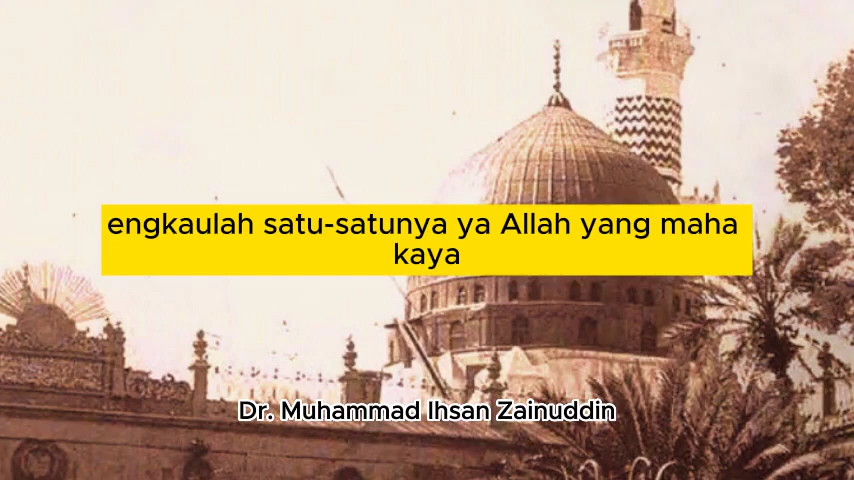 engkaulah satu-satunya ya Allah yang maha
kaya
Dr. Muhammad Ihsan Zainuddin